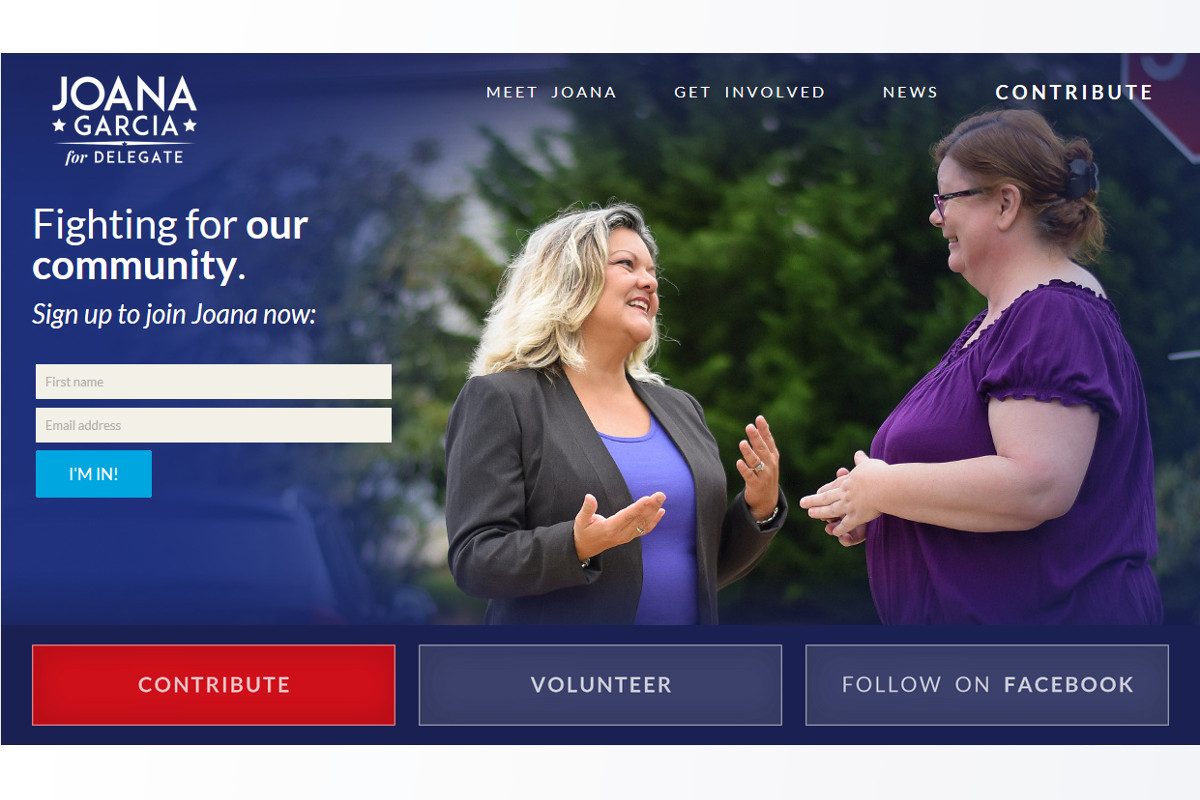 JOANA
GARCIA
for DELEGATE
MEET JOANA
GET INVOLVED
NEWS
CONTRIBUTE
Fighting for our
community.
Sign up to join Joana now:
First name
Email address
I'M IN!
CONTRIBUTE
VOLUNTEER
FOLLOW ON FACEBOOK